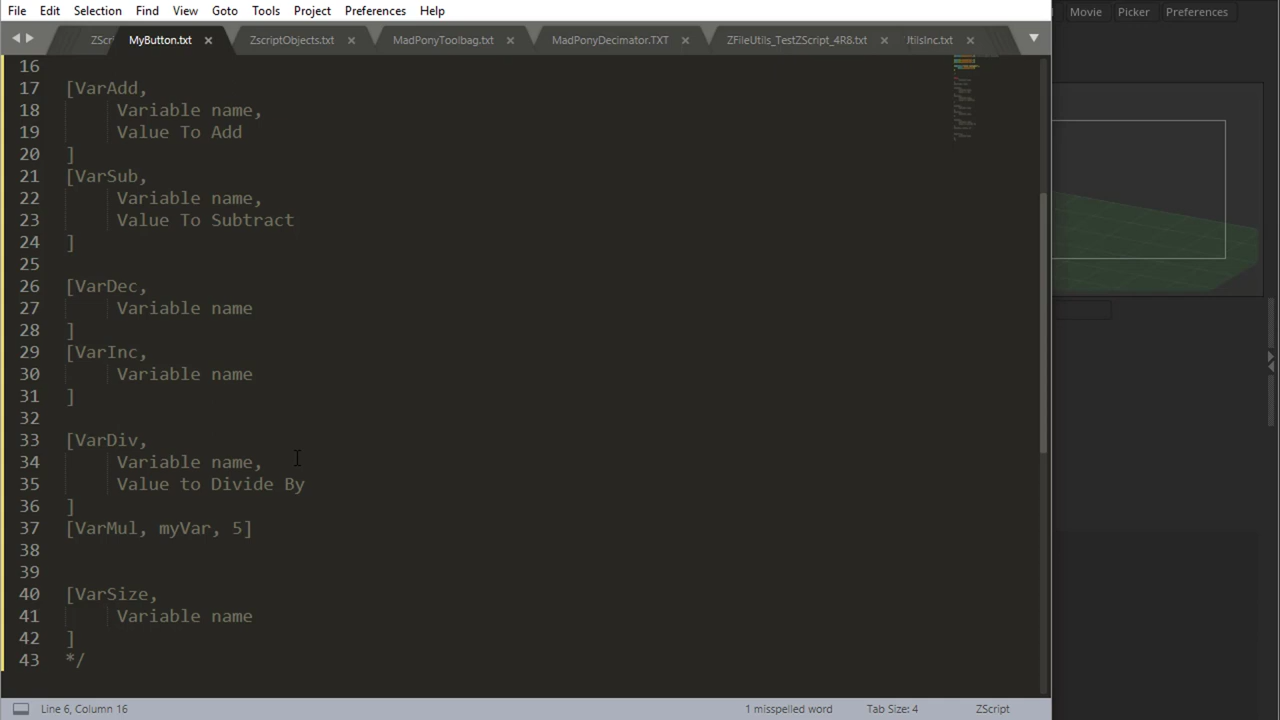 File Edit Selection Find View Goto Tools Project Preferences Help
Movie Picker Preferences
ZScri MyButton.txt × ZscriptObjects.txt × MadPonyToolbag.txt × MadPonyDecimator.TXT × ZFileUtils_TestZScript_4R8.txt × UtilsInc.txt ×
16
17 [VarAdd,
18 Variable name,
19 Value To Add
20 ]
21 [VarSub,
22 Variable name,
23 Value To Subtract
24 ]
25
26 [VarDec,
27 Variable name
28 ]
29 [VarInc,
30 Variable name
31 ]
32
33 [VarDiv,
34 Variable name,
35 Value to Divide By
36 ]
37 [VarMul, myVar, 5]
38
39
40 [VarSize,
41 Variable name
42 ]
43 */
Line 6, Column 16 1 misspelled word Tab Size: 4 ZScript